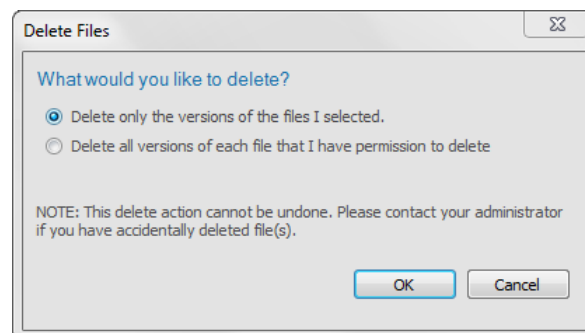 Delete Files
What would you like to delete?
Delete only the versions of the files I selected.
Delete all versions of each file that I have permission to delete
NOTE: This delete action cannot be undone. Please contact your administrator
if you have accidentally deleted file(s).
OK Cancel